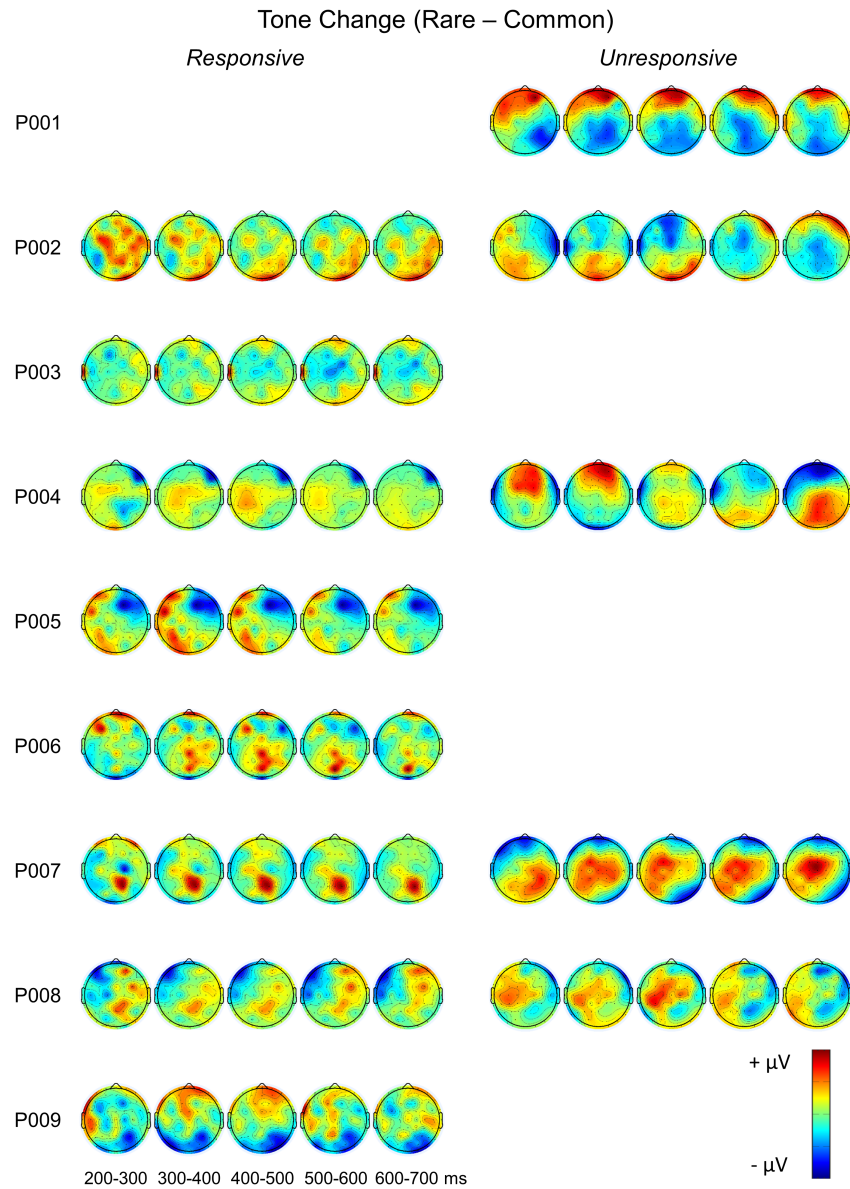 Tone Change (Rare – Common)
Responsive Unresponsive
P001
P002
P003
P004
P005
P006
P007
P008
+ µV
P009
- µV
200-300 300-400 400-500 500-600 600-700 ms